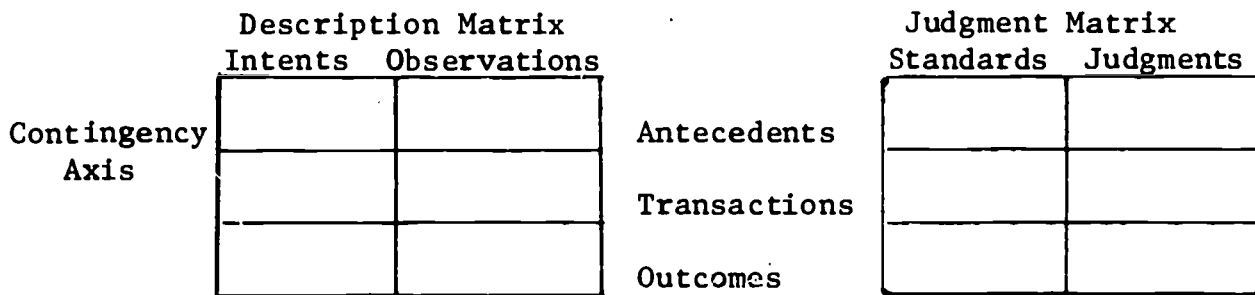 Description Matrix
Intents Observations
Judgment Matrix
Standards Judgments
Contingency
Axis
Antecedents
Transactions
Outcomes